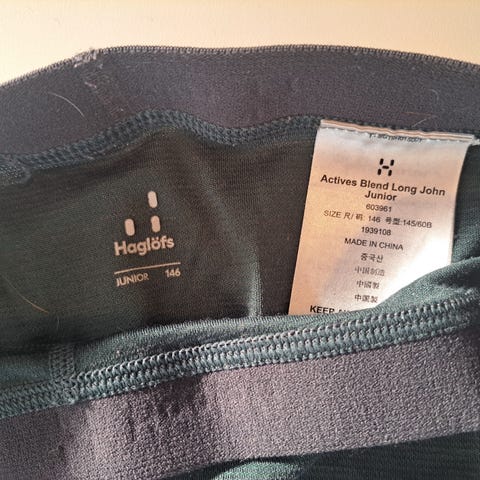 Haglöfs
JUNIOR 146
Actives Blend Long John
Junior
603961
SIZE 尺/码: 146 号型:145/60B
1939108
MADE IN CHINA
중국산
中国制造
中國製
中国製
KEEP